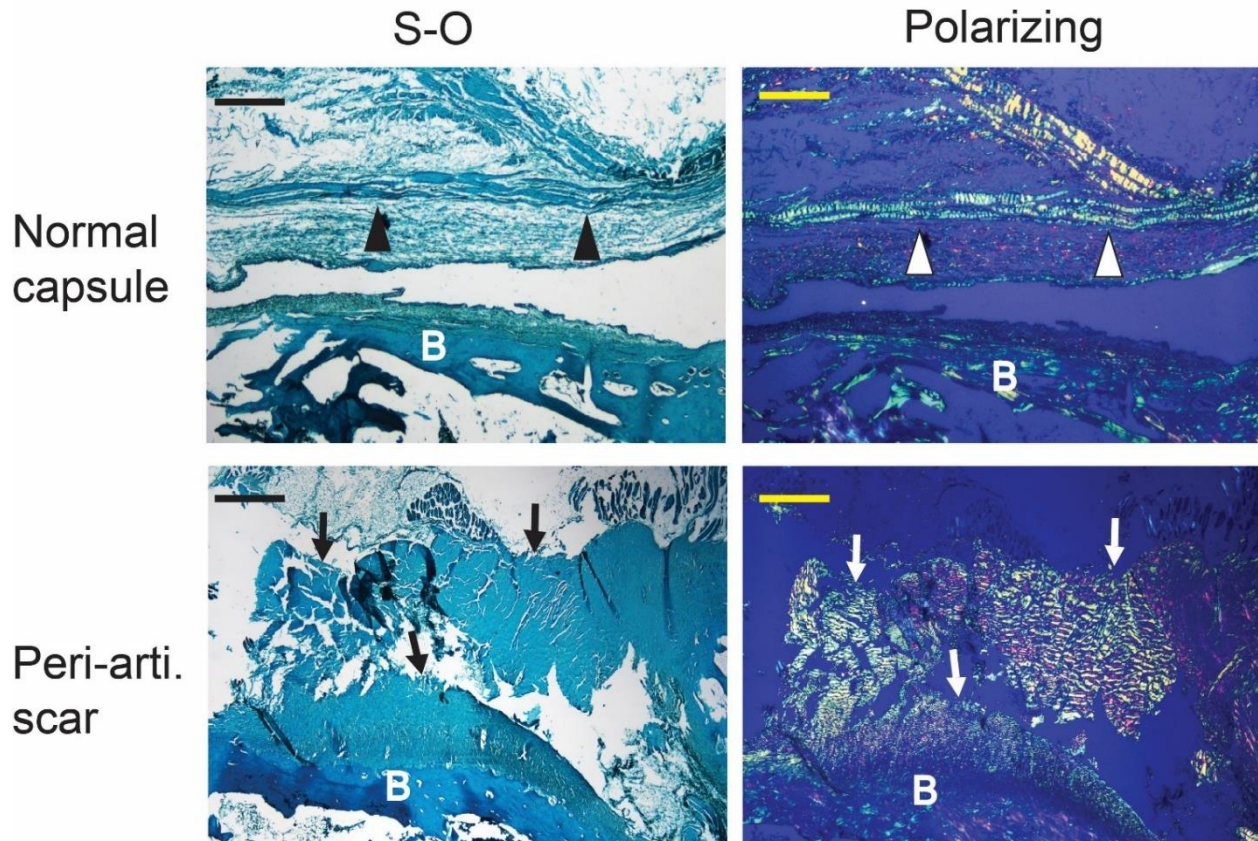 S-O
Polarizing
Normal
capsule
B
B
Peri-arti.
scar
B
B